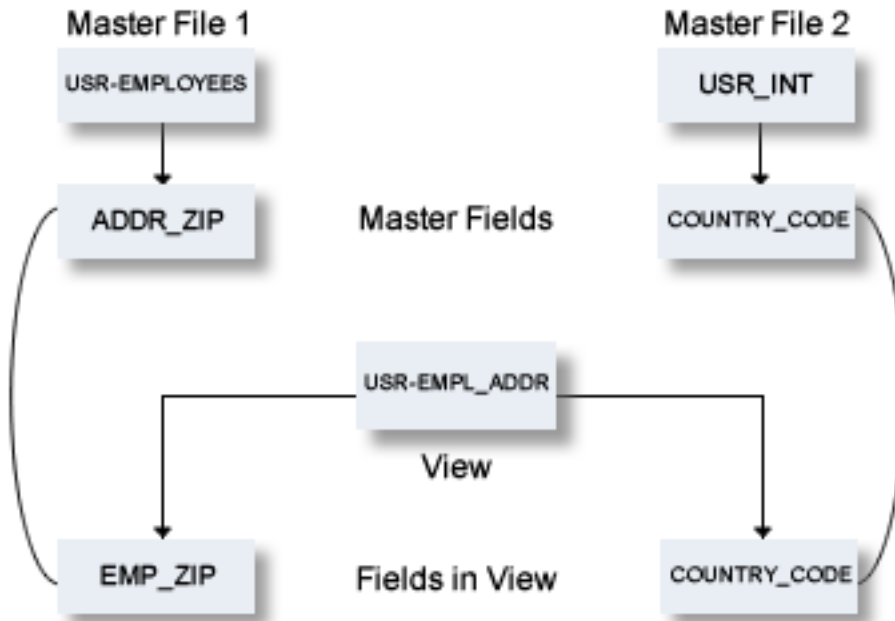 Master File 1
Master File 2
USR-EMPLOYEES
USR_INT
ADDR_ZIP
Master Fields
COUNTRY_CODE
USR-EMPL_ADDR
View
EMP_ZIP
Fields in View
COUNTRY_CODE